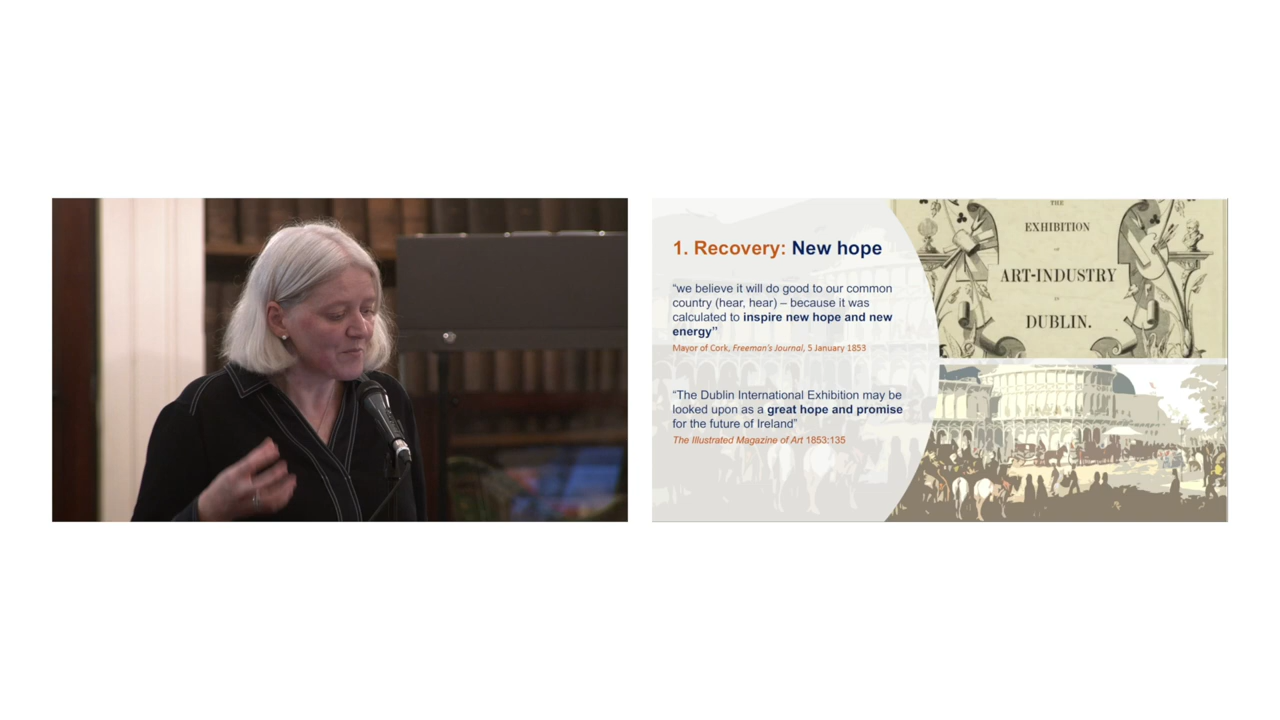 1. Recovery: New hope
“we believe it will do good to our common
country (hear, hear) – because it was
calculated to inspire new hope and new
energy”
Mayor of Cork, Freeman's Journal, 5 January 1853
“The Dublin International Exhibition may be
looked upon as a great hope and promise
for the future of Ireland”
The Illustrated Magazine of Art 1853:135
THE
EXHIBITION
OF
ART-INDUSTRY
IN
DUBLIN.